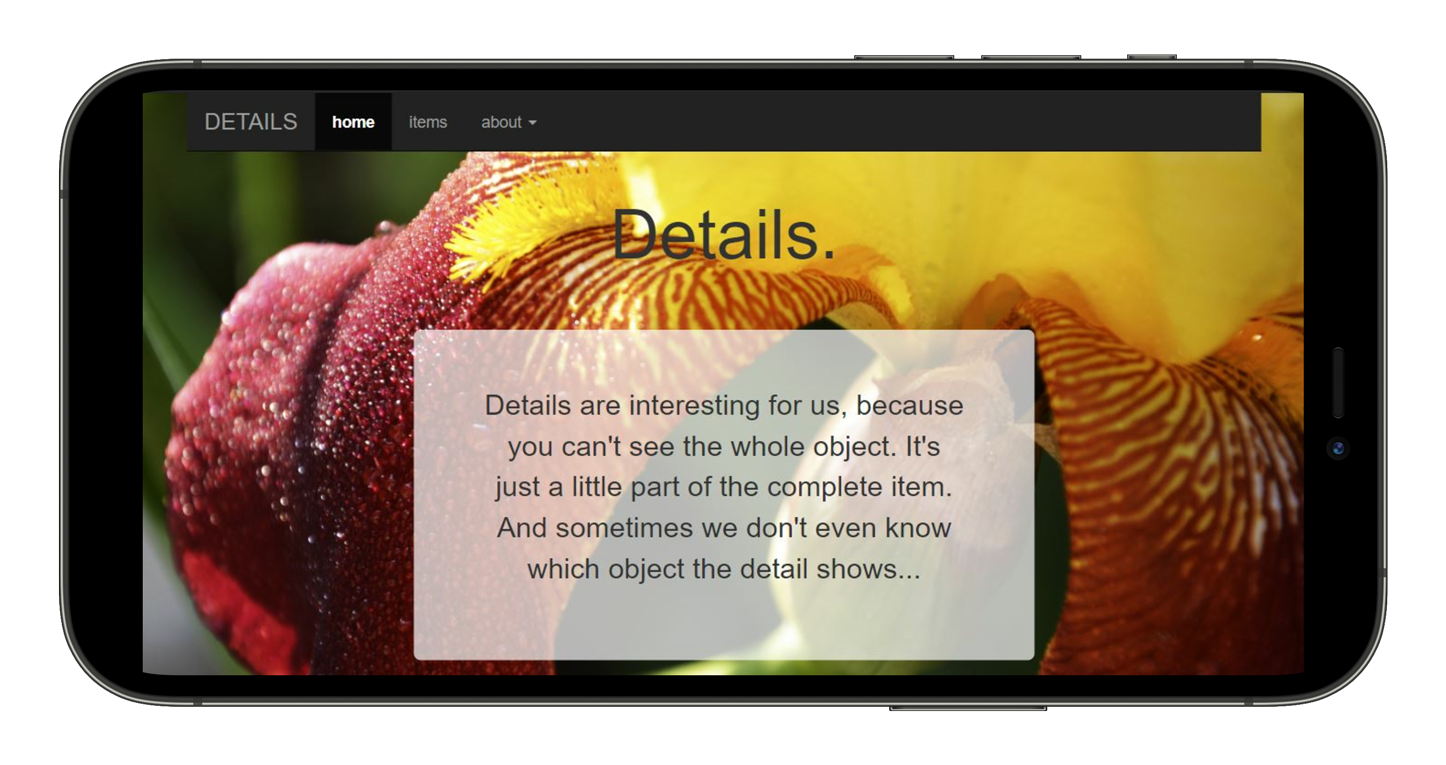 DETAILS home items about
Details.
Details are interesting for us, because
you can't see the whole object. It's
just a little part of the complete item.
And sometimes we don't even know
which object the detail shows...